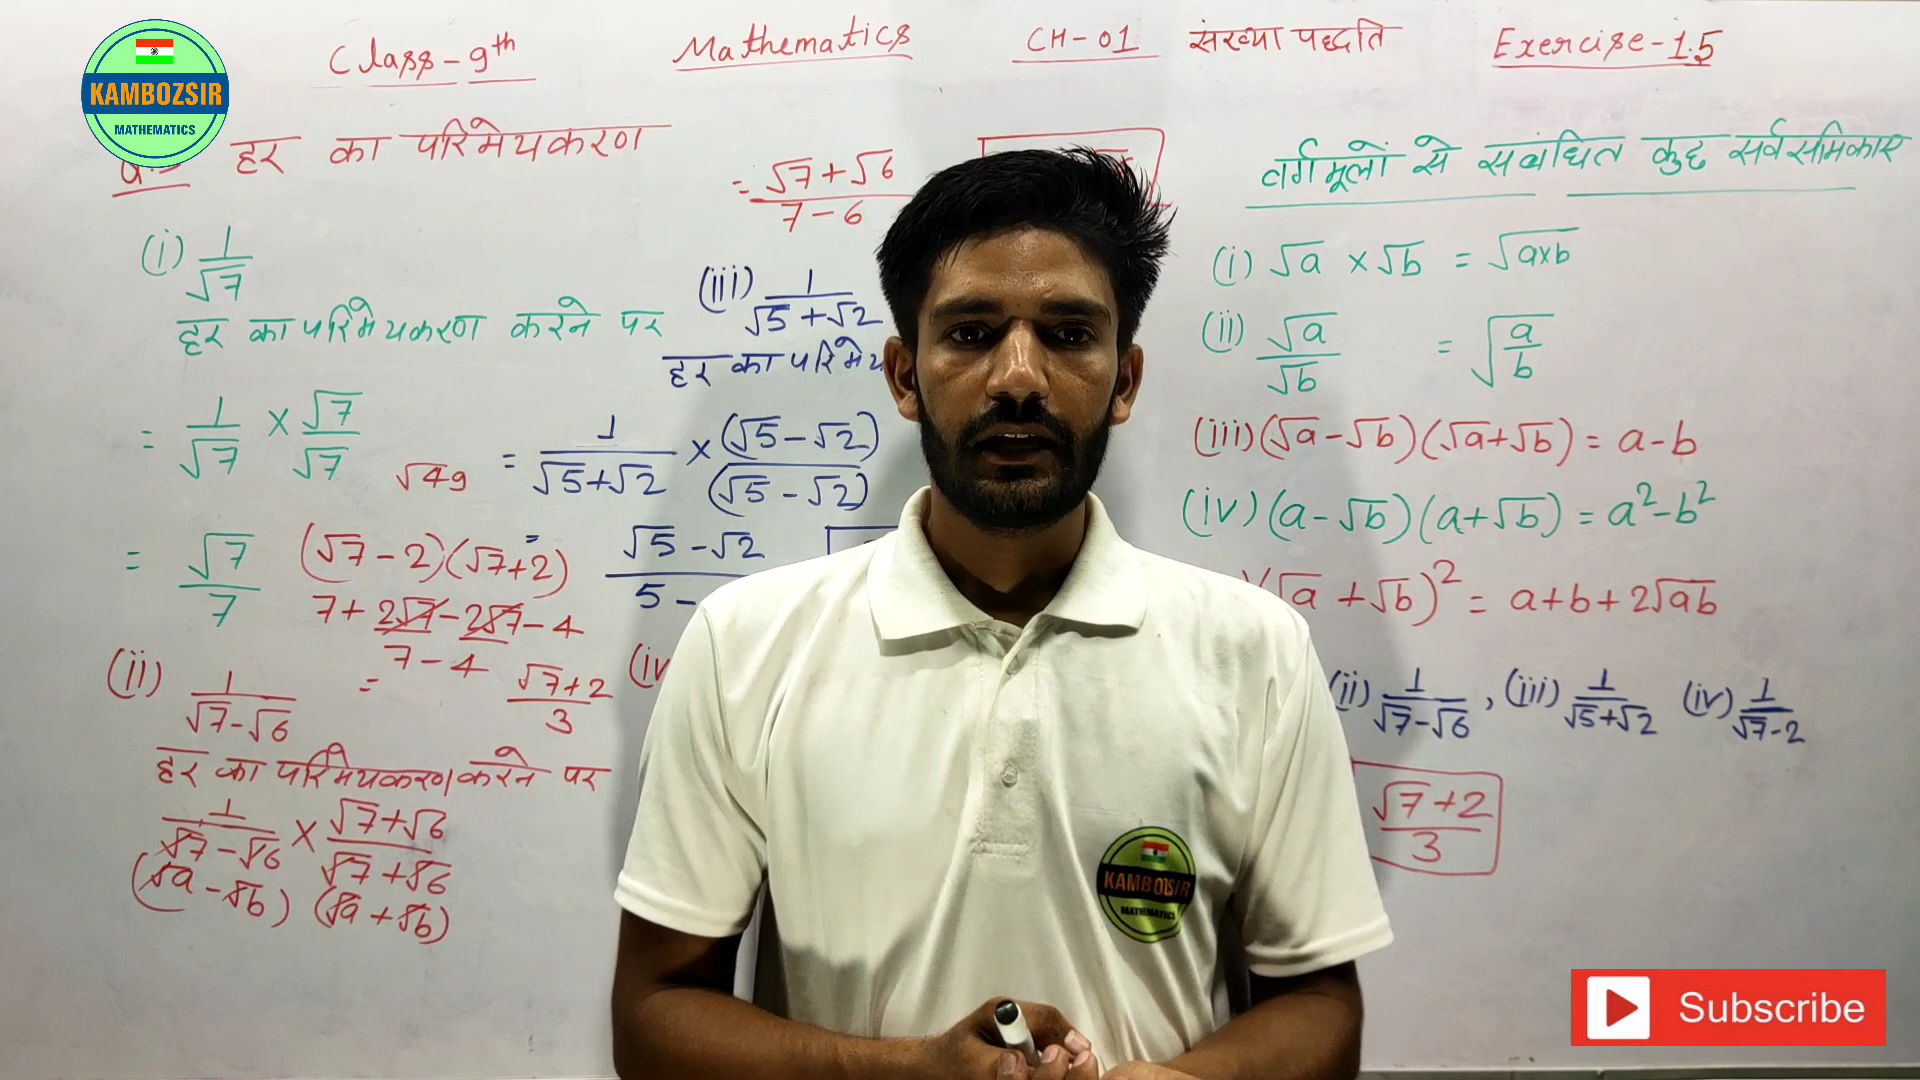 Class-9th Mathematics CH-01 संख्या पद्धति Exercise-1.5
KAMBOZSIR
MATHEMATICS
हर का परिमेयकरण
(i) 1/√7
हर का परिमेयकरण करने पर
= 1/√7 × √7/√7
√49
= √7/7
(√7-2)(√7+2)
7+2√7-2√7-4
7-4
= √7+2/3
(ii) 1/√7-√6
हर का परिमेयकरण करने पर
1/√7-√6 × √7+√6/√7+√6
(√a-√b) (√a+√b)
= √7+√6/7-6
(iii) 1/√5+√2
हर का परिमेय
= 1/√5+√2 × (√5-√2)/(√5-√2)
= √5-√2/5-
(iv
वर्गमूलों से सबंधित कुछ सर्वसमिकाए
(i) √a × √b = √a×b
(ii) √a/√b = √a/b
(iii) (√a-√b)(√a+√b) = a-b
(iv) (a-√b)(a+√b) = a²-b²
(√a+√b)² = a+b+2√ab
(ii) 1/√7-√6, (iii) 1/√5+√2 (iv) 1/√7-2
√7+2/3
KAMBOJSIR
MATHEMATICS
Subscribe